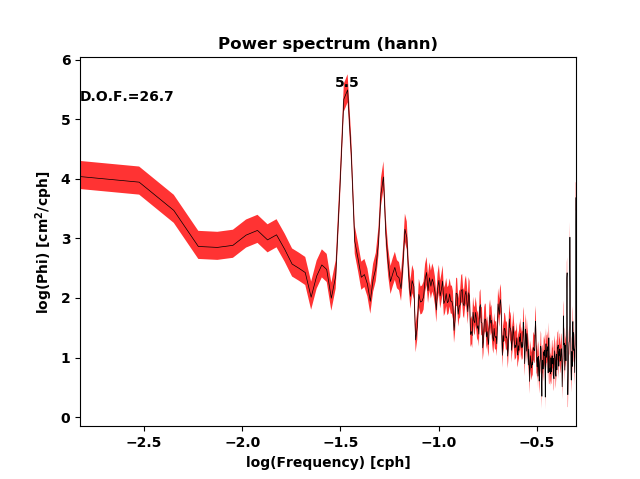 Power spectrum (hann)
6
5.5
D.O.F.=26.7
5
4
3
2
1
0
log(Phi) [cm²/cph]
−2.5 −2.0 −1.5 −1.0 −0.5
log(Frequency) [cph]